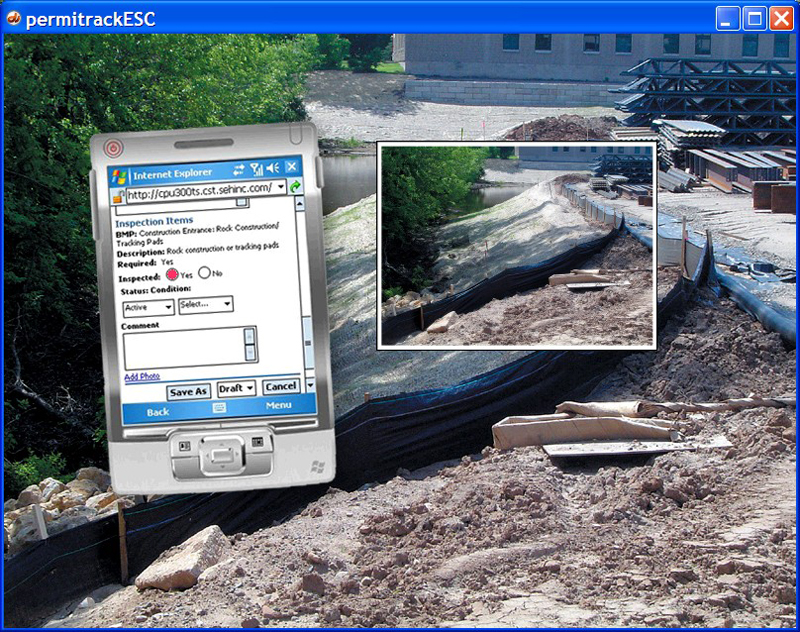 permitrackESC
Internet Explorer
http://cpu300ts.cst.sehinc.com/
Inspection Items
BMP: Construction Entrance: Rock Construction/
Tracking Pads
Description: Rock construction or tracking pads
Required: Yes
Inspected: Yes No
Status: Condition:
Active Select...
Comment
Add Photo
Save As Draft Cancel
Back Menu